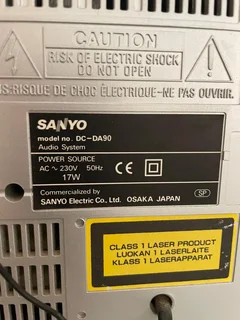 CAUTION
RISK OF ELECTRIC SHOCK
DO NOT OPEN
RISQUE DE CHOC ÉLECTRIQUE-NE PAS OUVRIR.
SANYO
model no. DC-DA90
Audio System
POWER SOURCE
AC ~ 230V 50Hz
17W
CE
Commercialized by
SANYO Electric Co., Ltd. OSAKA JAPAN
SP
CLASS 1 LASER PRODUCT
LUOKAN 1 LASERLAITE
KLASS 1 LASERAPPARAT